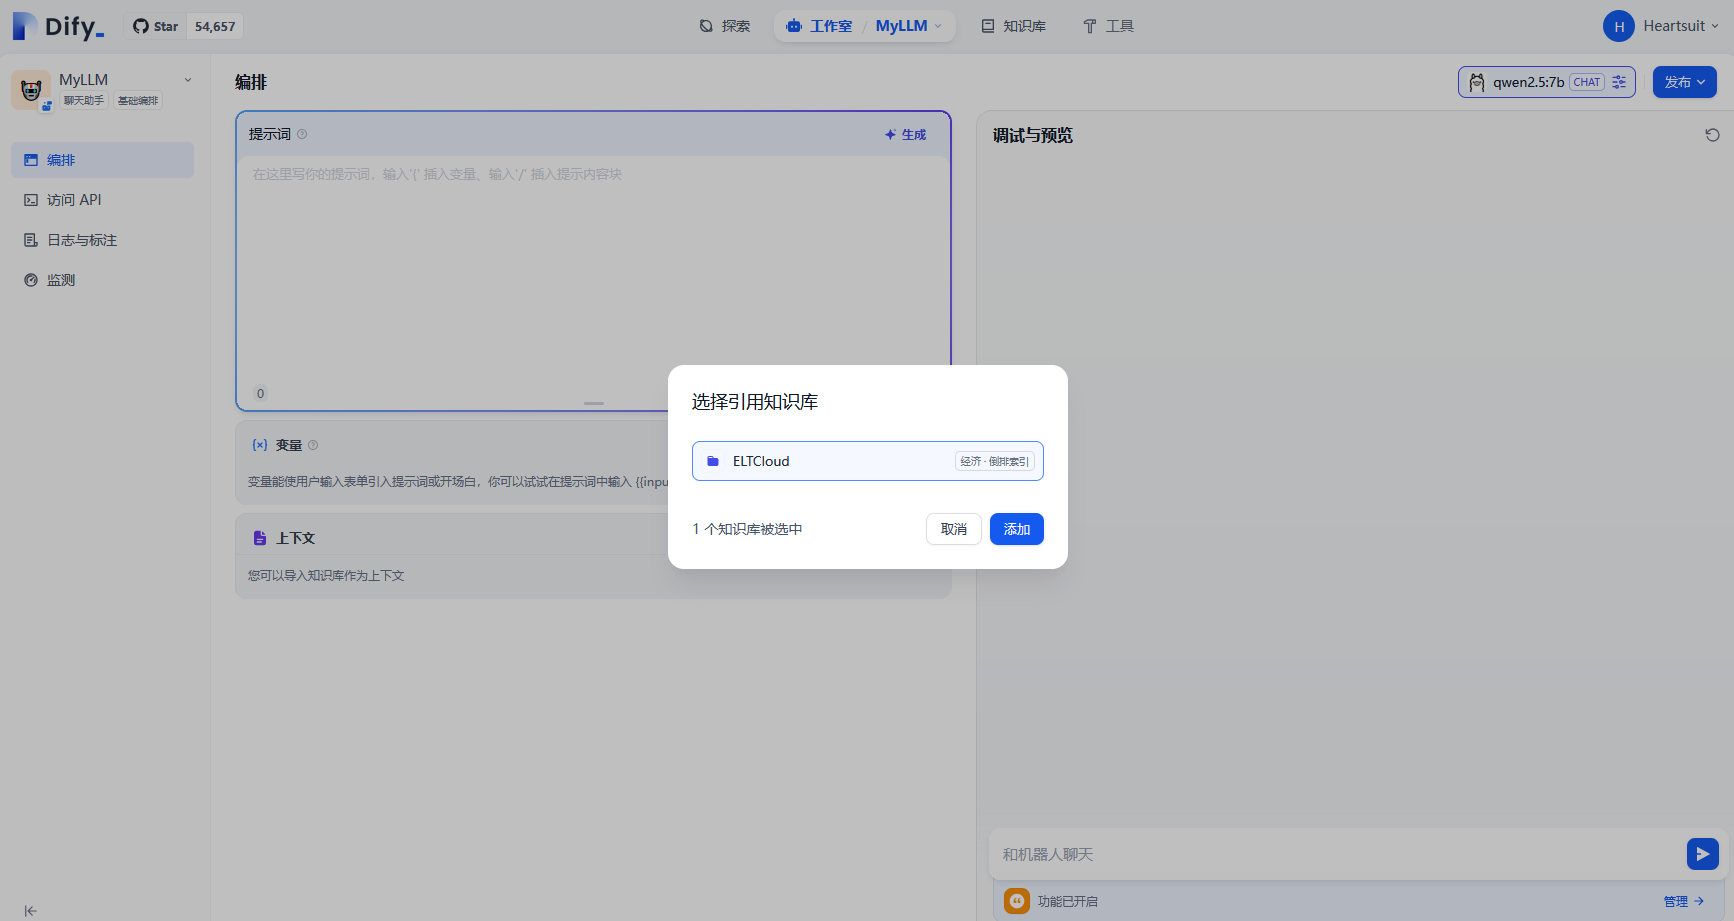 Dify_
Star 54,657
探索
工作室 / MyLLM
知识库
工具
H Heartsuit
MyLLM
聊天助手 基础编排
编排
访问 API
日志与标注
监测
编排
qwen2.5:7b CHAT
发布
提示词
生成
在这里写你的提示词，输入'{' 插入变量、输入'/' 插入提示内容块
0
变量
变量能使用户输入表单引入提示词或开场白，你可以试试在提示词中输入 {{inpu
上下文
您可以导入知识库作为上下文
选择引用知识库
ELTCloud 经济 · 倒排索引
1 个知识库被选中
取消 添加
调试与预览
和机器人聊天
功能已开启
管理